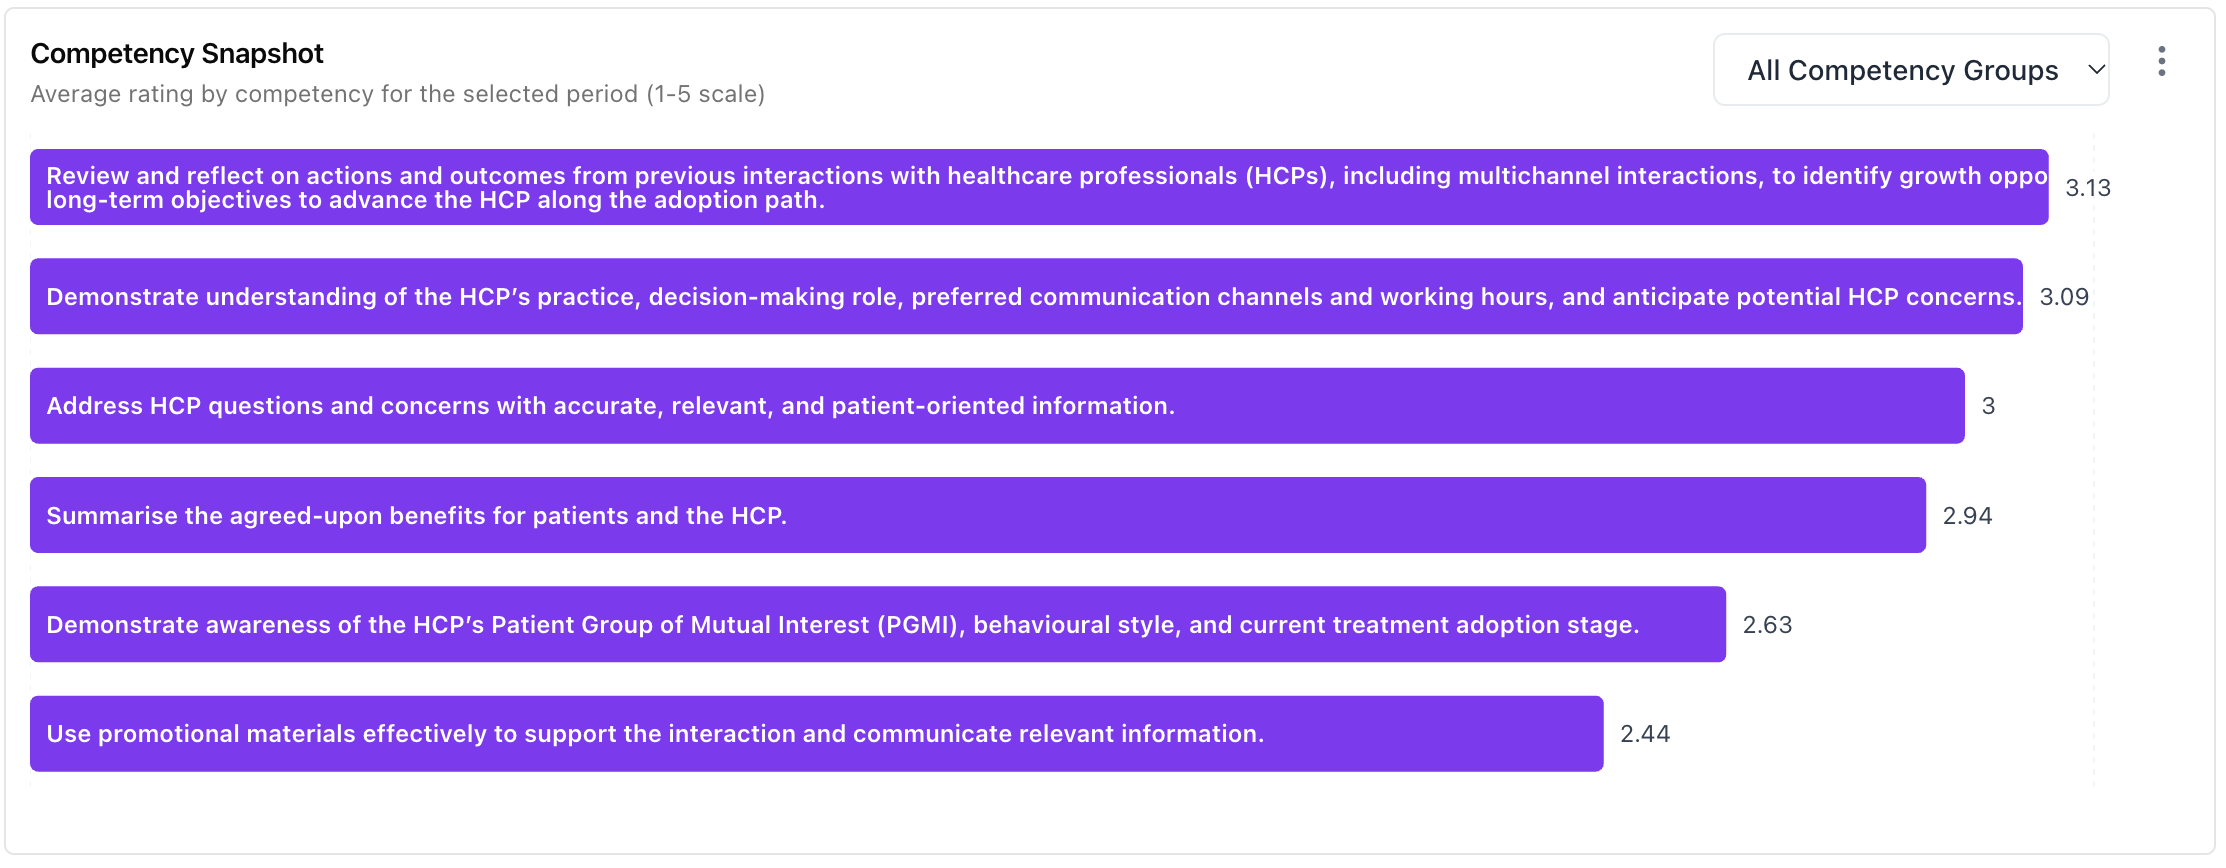 Competency Snapshot
Average rating by competency for the selected period (1-5 scale)
All Competency Groups
Review and reflect on actions and outcomes from previous interactions with healthcare professionals (HCPs), including multichannel interactions, to identify growth oppo
long-term objectives to advance the HCP along the adoption path.
3.13
Demonstrate understanding of the HCP’s practice, decision-making role, preferred communication channels and working hours, and anticipate potential HCP concerns.
3.09
Address HCP questions and concerns with accurate, relevant, and patient-oriented information.
3
Summarise the agreed-upon benefits for patients and the HCP.
2.94
Demonstrate awareness of the HCP’s Patient Group of Mutual Interest (PGMI), behavioural style, and current treatment adoption stage.
2.63
Use promotional materials effectively to support the interaction and communicate relevant information.
2.44